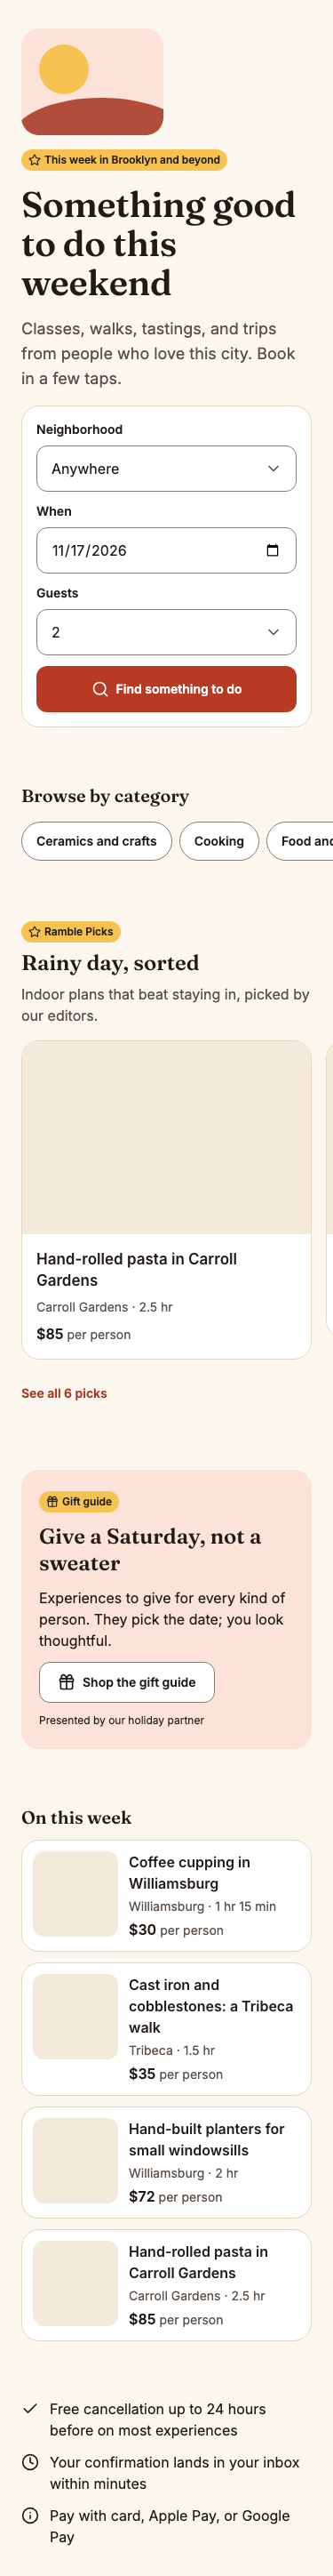 This week in Brooklyn and beyond
Something good
to do this
weekend
Classes, walks, tastings, and trips
from people who love this city. Book
in a few taps.
Neighborhood
Anywhere
When
11/17/2026
Guests
2
Find something to do
Browse by category
Ceramics and crafts
Cooking
Food and
Ramble Picks
Rainy day, sorted
Indoor plans that beat staying in, picked by
our editors.
Hand-rolled pasta in Carroll
Gardens
Carroll Gardens · 2.5 hr
$85 per person
See all 6 picks
Gift guide
Give a Saturday, not a
sweater
Experiences to give for every kind of
person. They pick the date; you look
thoughtful.
Shop the gift guide
Presented by our holiday partner
On this week
Coffee cupping in
Williamsburg
Williamsburg · 1 hr 15 min
$30 per person
Cast iron and
cobblestones: a Tribeca
walk
Tribeca · 1.5 hr
$35 per person
Hand-built planters for
small windowsills
Williamsburg · 2 hr
$72 per person
Hand-rolled pasta in
Carroll Gardens
Carroll Gardens · 2.5 hr
$85 per person
Free cancellation up to 24 hours
before on most experiences
Your confirmation lands in your inbox
within minutes
Pay with card, Apple Pay, or Google
Pay